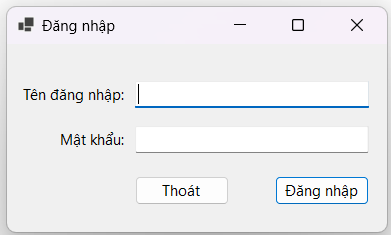 Đăng nhập
Tên đăng nhập:
Mật khẩu:
Thoát Đăng nhập